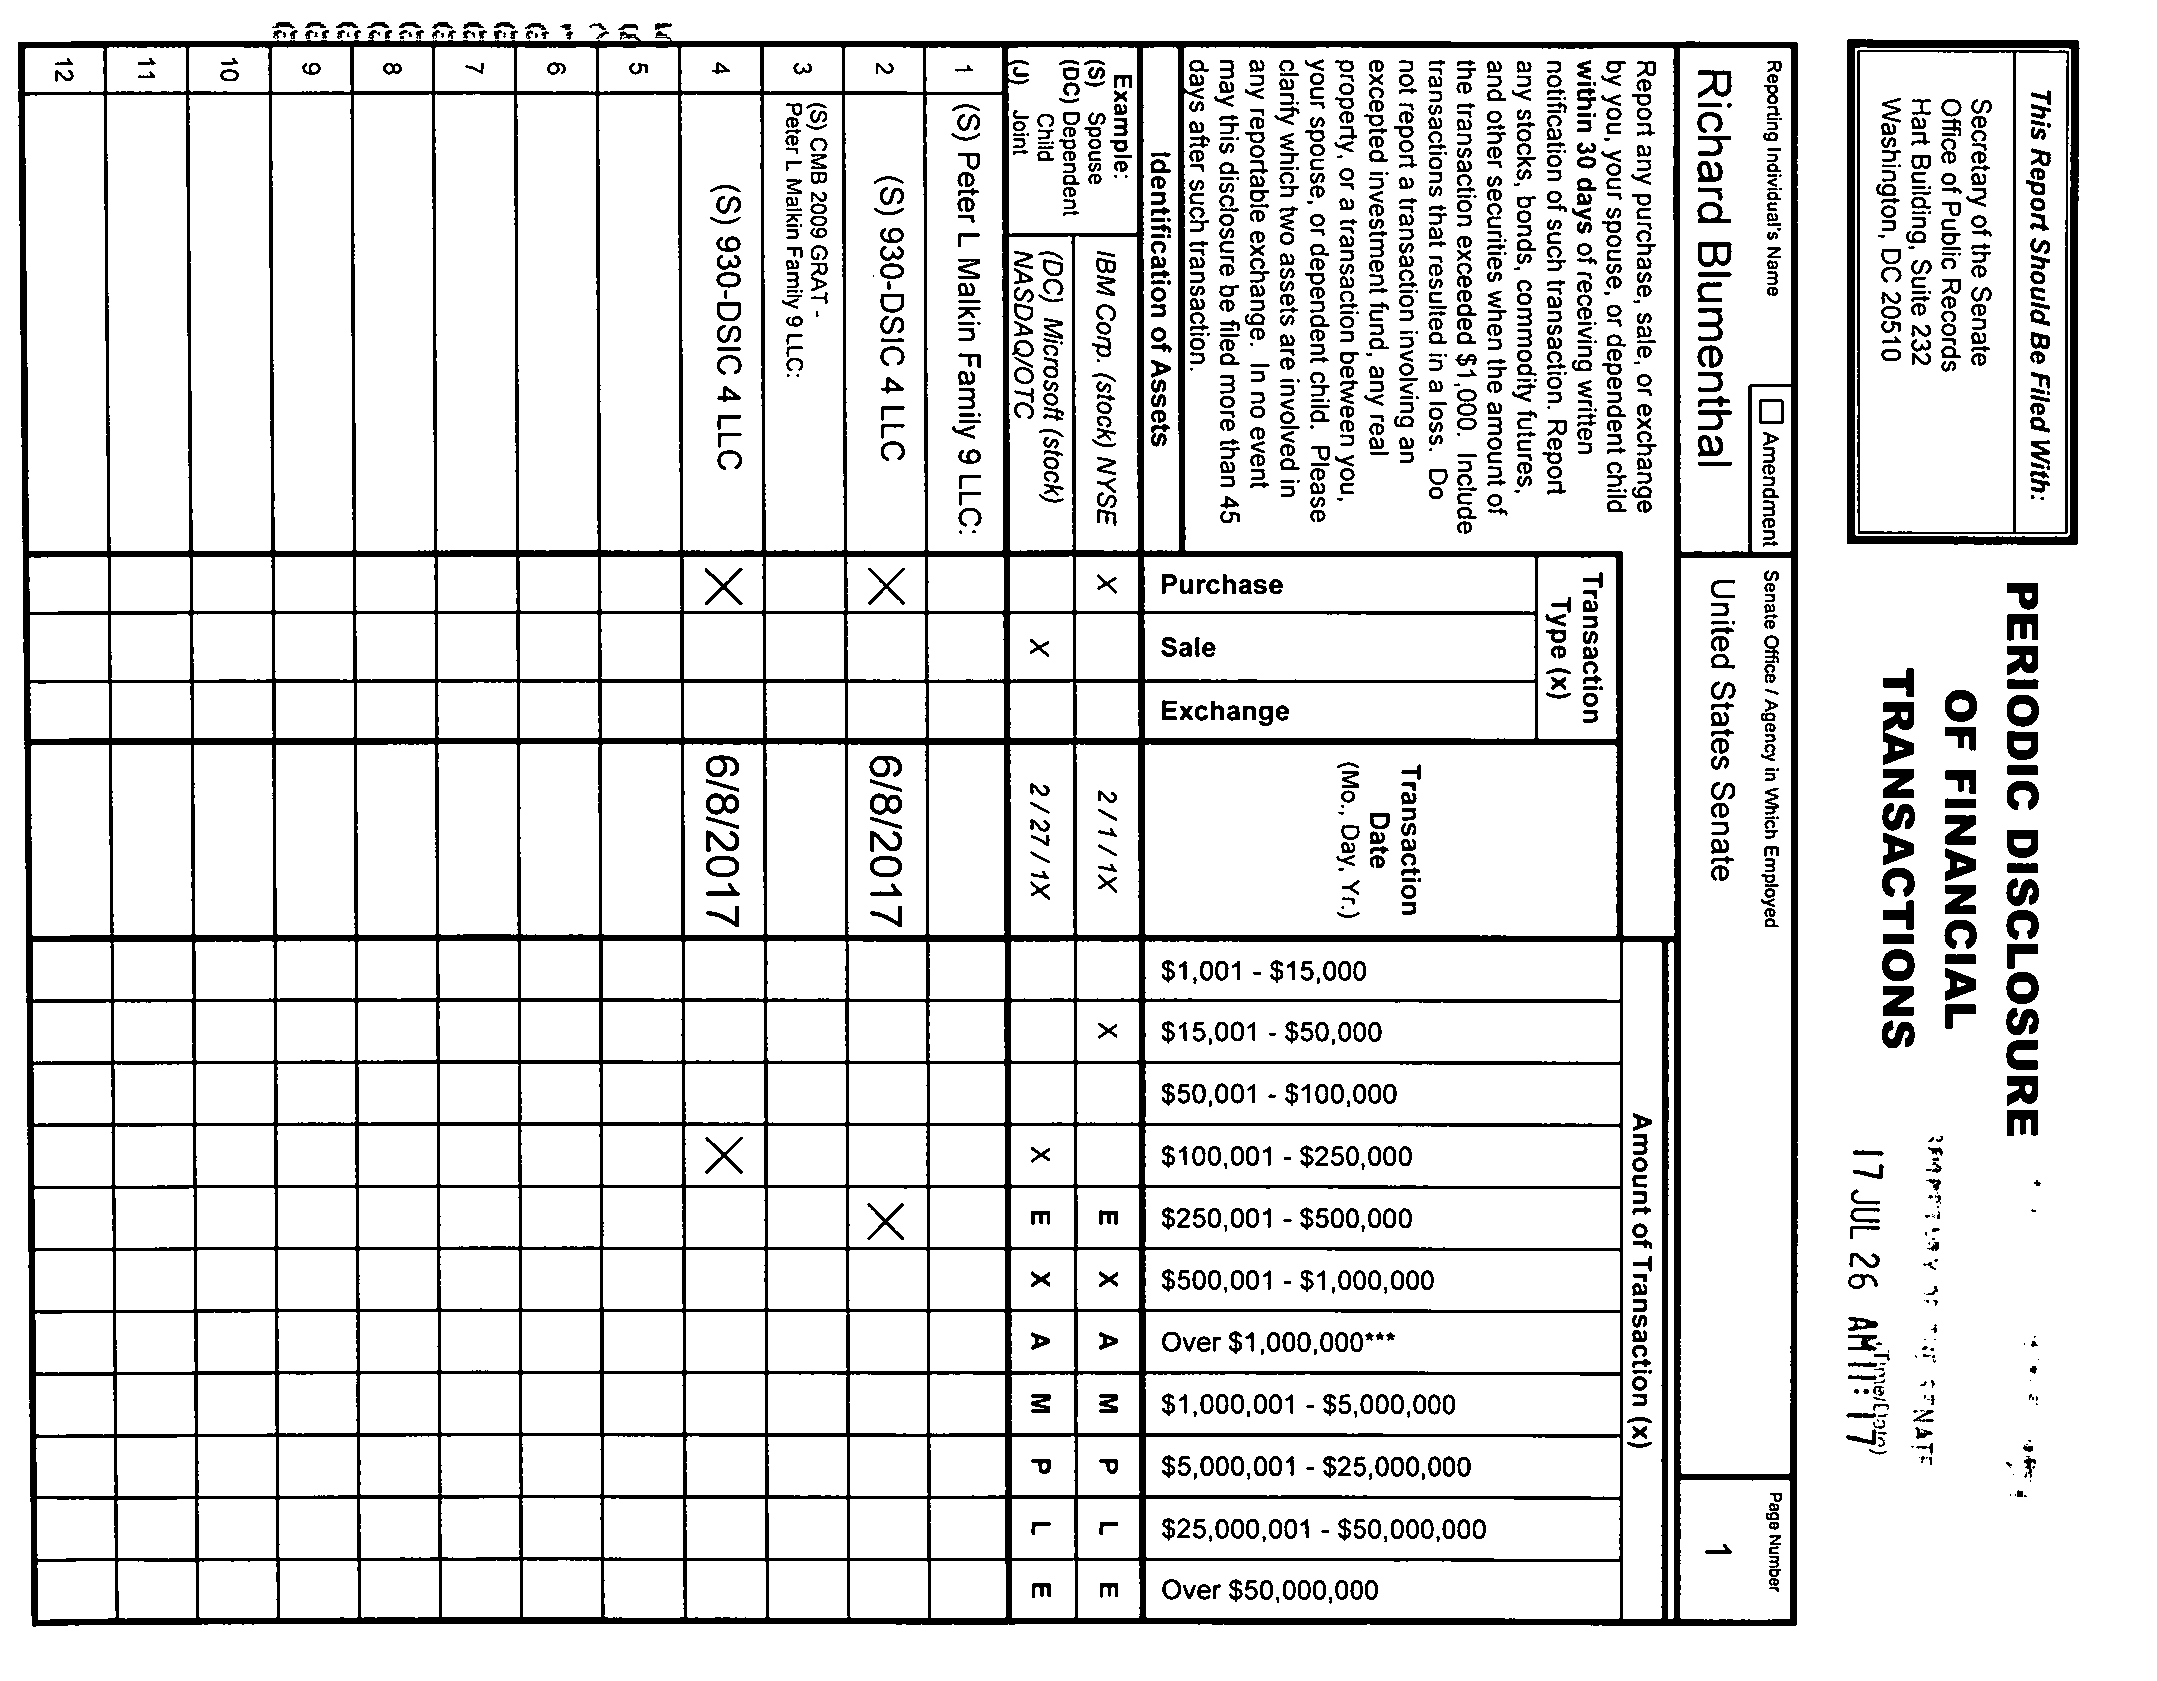 This Report Should Be Filed With:
Secretary of the Senate
Office of Public Records
Hart Building, Suite 232
Washington, DC 20510
PERIODIC DISCLOSURE
OF FINANCIAL
TRANSACTIONS
17 JUL 26 AM 11:17
Reporting Individual's Name
☐ Amendment
Senate Office / Agency in Which Employed
Page Number
Richard Blumenthal
United States Senate
1
Report any purchase, sale, or exchange
by you, your spouse, or dependent child
within 30 days of receiving written
notification of such transaction. Report
any stocks, bonds, commodity futures,
and other securities when the amount of
the transaction exceeded $1,000. Include
transactions that resulted in a loss. Do
not report a transaction involving an
excepted investment fund, any real
property, or a transaction between you,
your spouse, or dependent child. Please
clarify which two assets are involved in
any reportable exchange. In no event
may this disclosure be filed more than 45
days after such transaction.
Identification of Assets
Transaction
Type (x)
Purchase
Sale
Exchange
Transaction
Date
(Mo., Day, Yr.)
Amount of Transaction (x)
$1,001 - $15,000
$15,001 - $50,000
$50,001 - $100,000
$100,001 - $250,000
$250,001 - $500,000
$500,001 - $1,000,000
Over $1,000,000***
$1,000,001 - $5,000,000
$5,000,001 - $25,000,000
$25,000,001 - $50,000,000
Over $50,000,000
Example:
(S) Spouse
(DC) Dependent
Child
(J) Joint
IBM Corp. (stock) NYSE X 2 / 1 / 1X X E X A M P L E
(DC) Microsoft (stock)
NASDAQ/OTC X 2 / 27 / 1X X E X A M P L E
1 (S) Peter L Malkin Family 9 LLC:
2 (S) 930-DSIC 4 LLC X 6/8/2017 X
3 (S) CMB 2009 GRAT -
Peter L Malkin Family 9 LLC:
4 (S) 930-DSIC 4 LLC X 6/8/2017 X
5
6
7
8
9
10
11
12